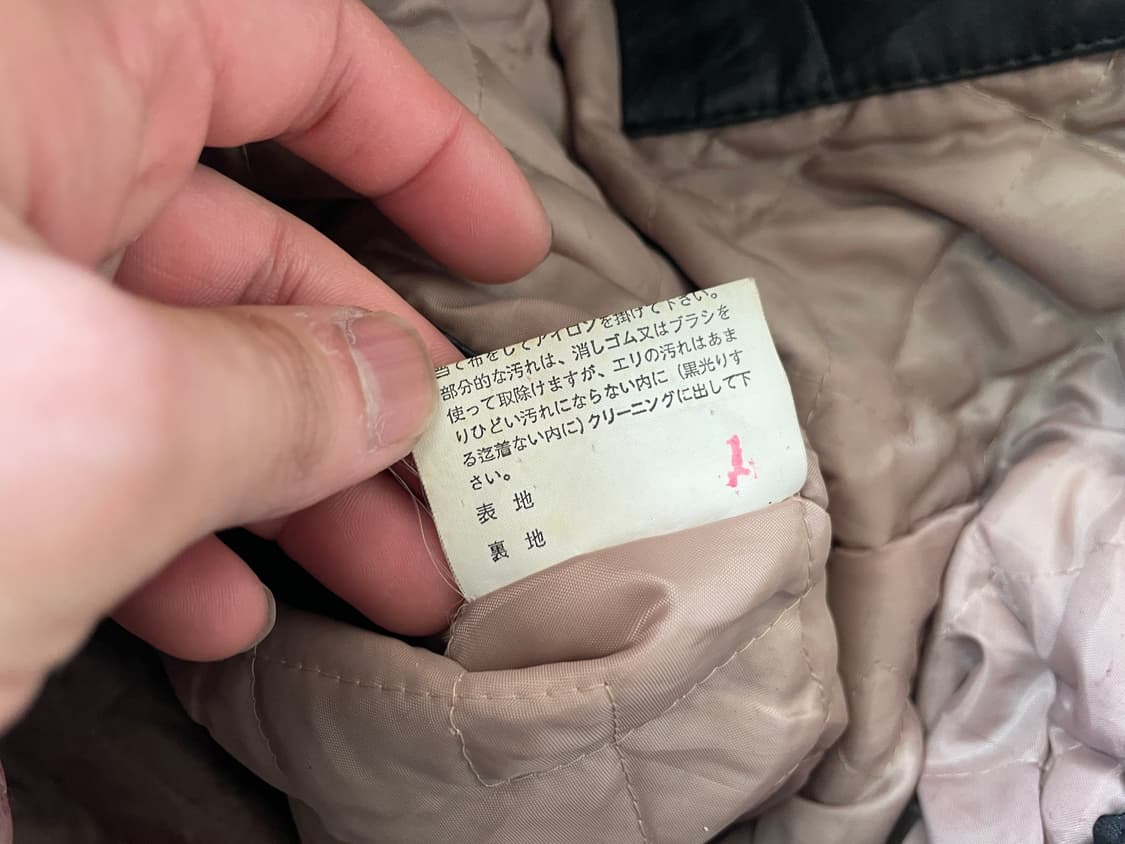 当て布をしてアイロンを掛けて下さい。
部分的な汚れは、消しゴム又はブラシを
使って取除けますが、エリの汚れはあま
りひどい汚れにならない内に（黒光りす
る迄着ない内に）クリーニングに出して下
さい。
表 地
裏 地